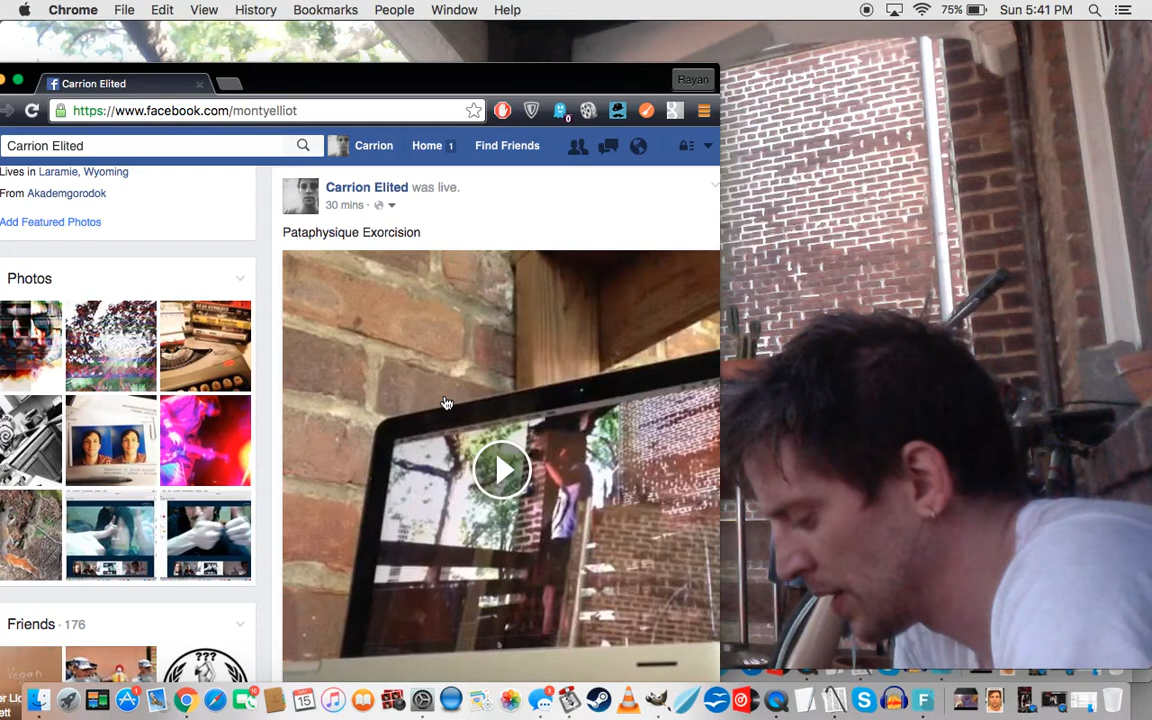 Chrome File Edit View History Bookmarks People Window Help 75% Sun 5:41 PM
Carrion Elited
Rayan
https://www.facebook.com/montyelliot
0
Carrion Elited
Carrion Home 1 Find Friends
Lives in Laramie, Wyoming
From Akademgorodok
Add Featured Photos
Carrion Elited was live.
30 mins
Pataphysique Exorcision
Photos
Friends · 176
???